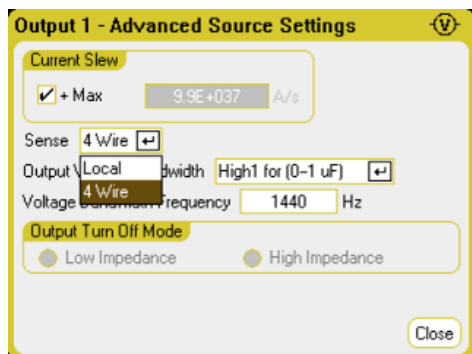 Output 1 - Advanced Source Settings
Current Slew
+ Max 9.9E+037 A/s
Sense 4 Wire
Local
4 Wire
Output High1 for (0-1 uF)
Voltage Frequency 1440 Hz
Output Turn Off Mode
Low Impedance High Impedance
Close